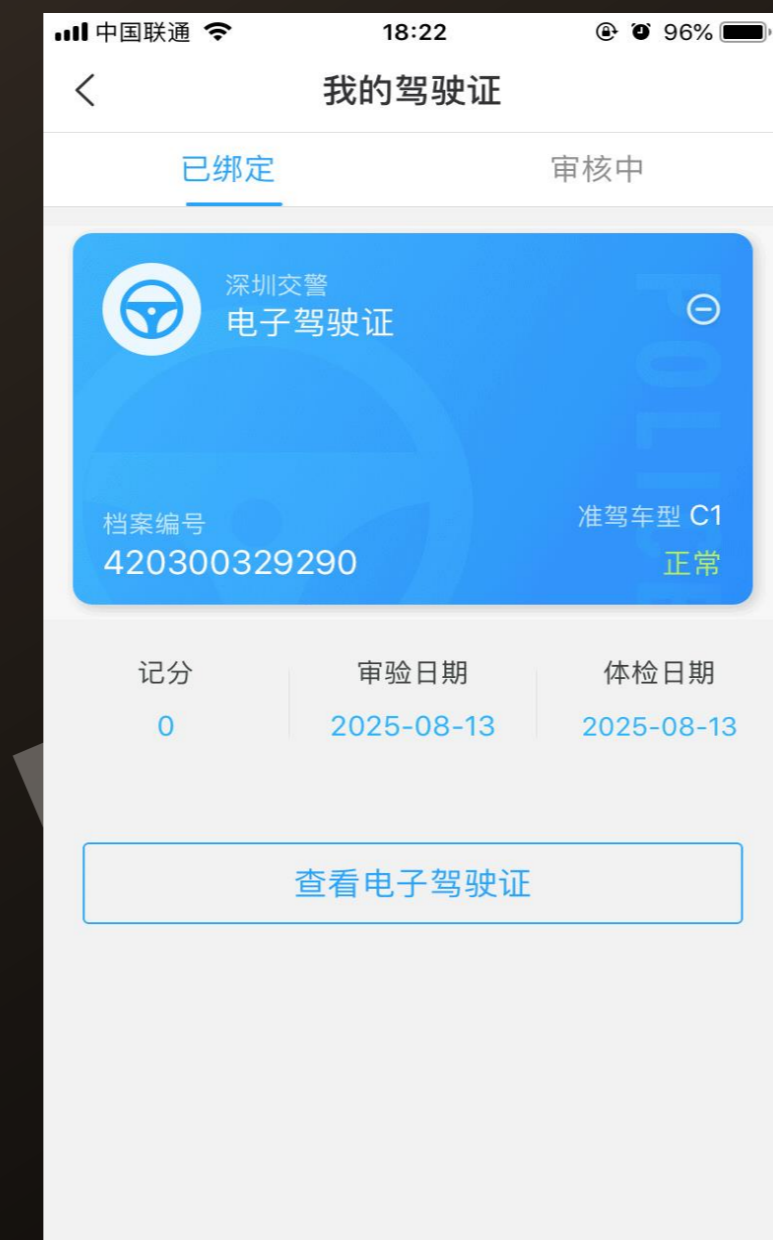 中国联通 18:22 96%
我的驾驶证
已绑定 审核中
深圳交警
电子驾驶证
POLICE
档案编号
420300329290
准驾车型 C1
正常
记分 审验日期 体检日期
0 2025-08-13 2025-08-13
查看电子驾驶证